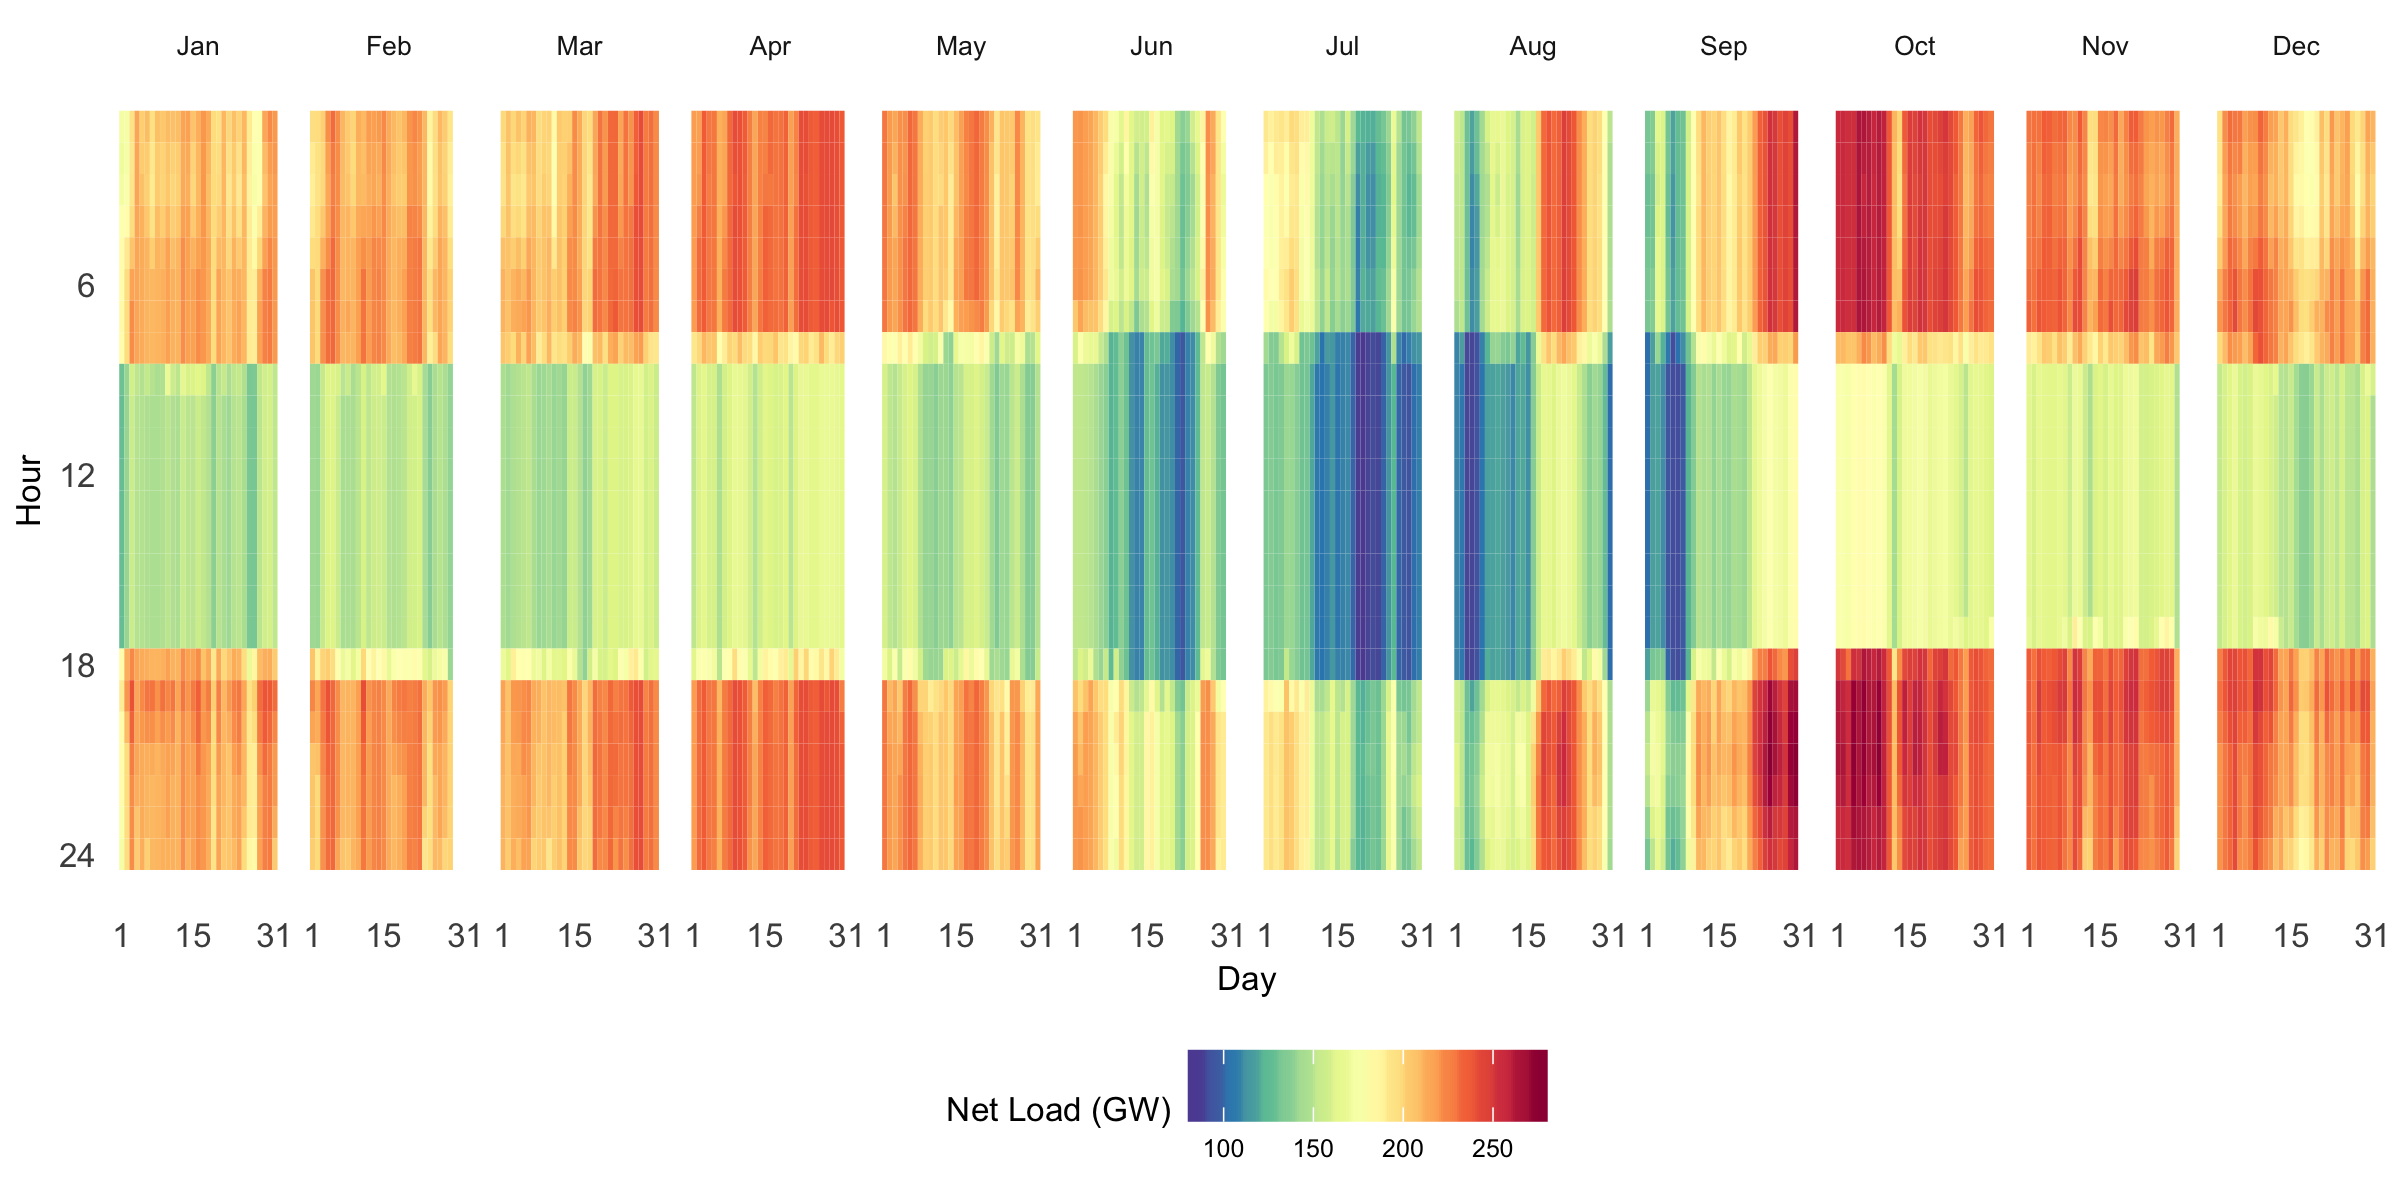 Jan Feb Mar Apr May Jun Jul Aug Sep Oct Nov Dec
6
12
18
24
Hour
1 15 31 1 15 31 1 15 31 1 15 31 1 15 31 1 15 31 1 15 31 1 15 31 1 15 31 1 15 31 1 15 31 1 15 31
Day
Net Load (GW)
100 150 200 250